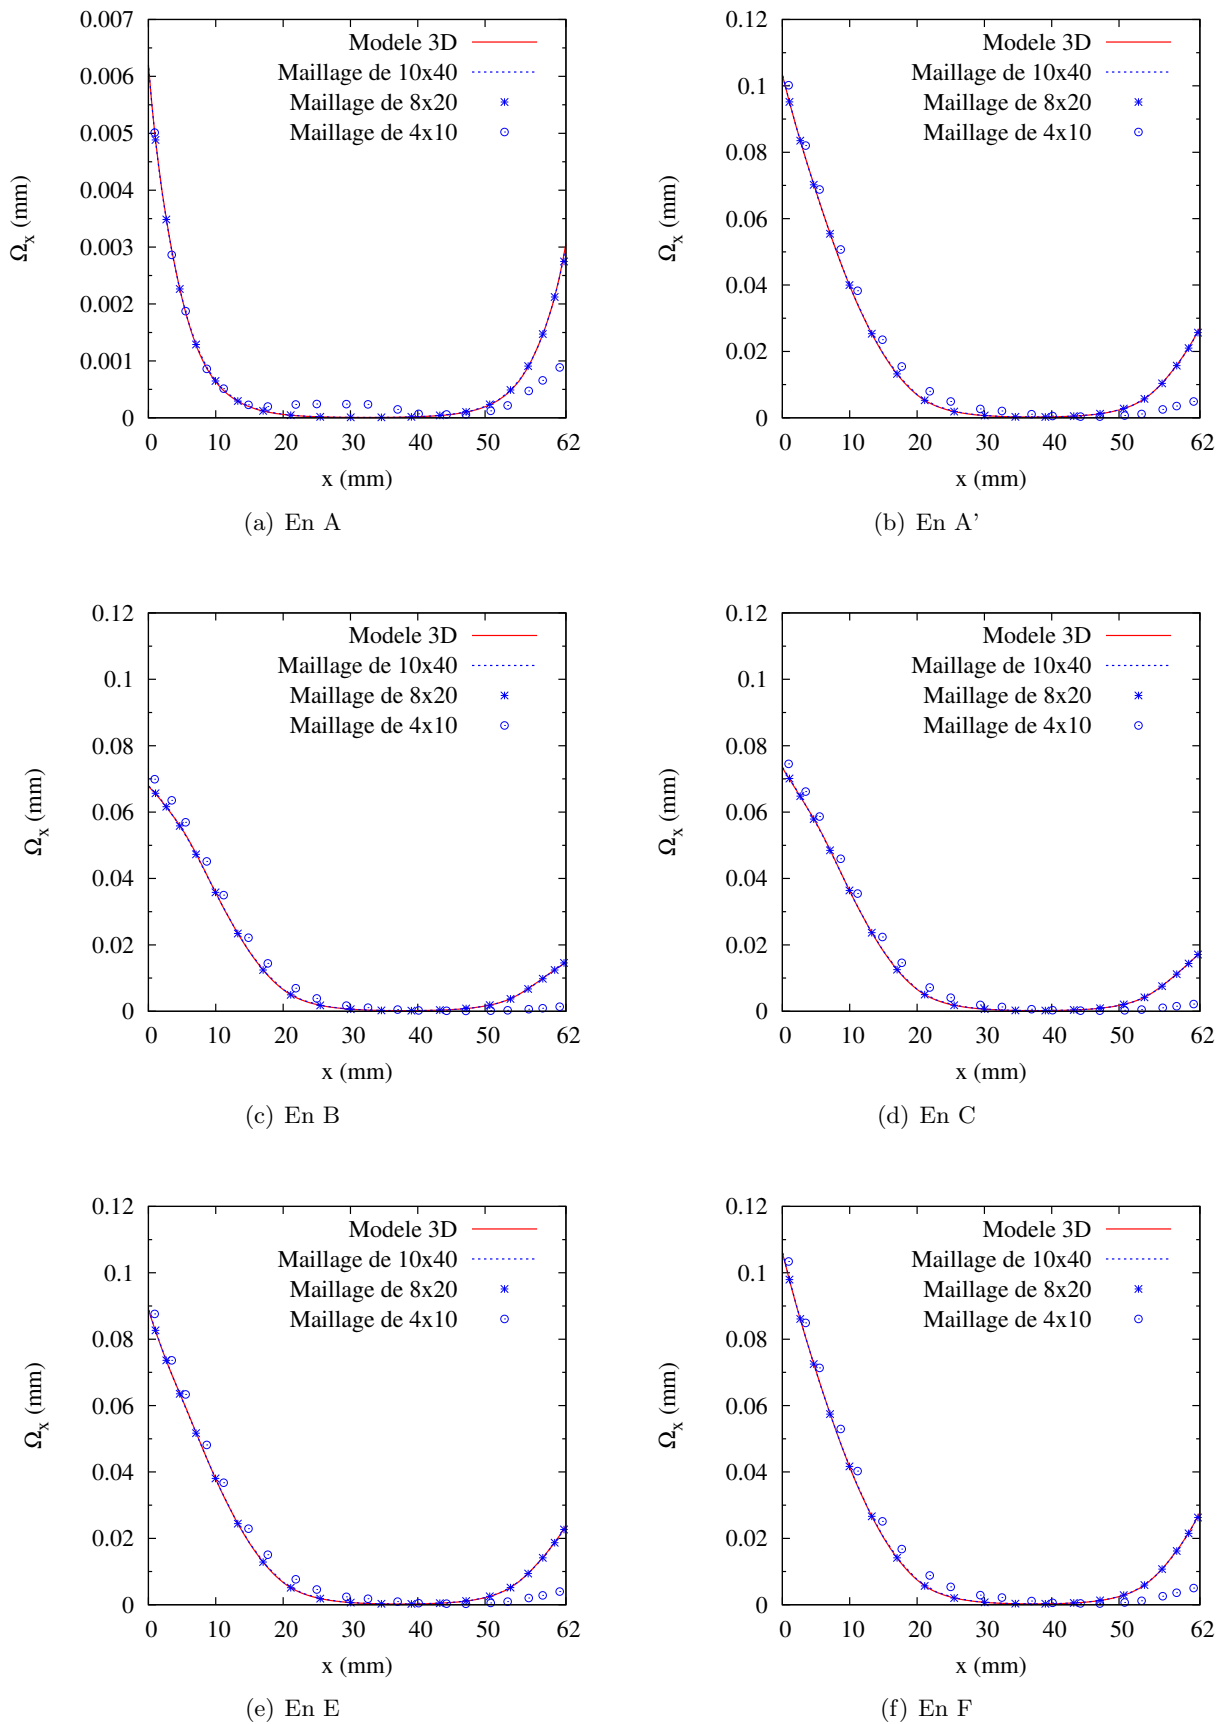 0.007
0.006
0.005
0.004
0.003
0.002
0.001
0
Ωx (mm)
Modele 3D
Maillage de 10x40
Maillage de 8x20
Maillage de 4x10
0 10 20 30 40 50 62
x (mm)
(a) En A
0.12
0.1
0.08
0.06
0.04
0.02
0
Ωx (mm)
Modele 3D
Maillage de 10x40
Maillage de 8x20
Maillage de 4x10
0 10 20 30 40 50 62
x (mm)
(b) En A’
0.12
0.1
0.08
0.06
0.04
0.02
0
Ωx (mm)
Modele 3D
Maillage de 10x40
Maillage de 8x20
Maillage de 4x10
0 10 20 30 40 50 62
x (mm)
(c) En B
0.12
0.1
0.08
0.06
0.04
0.02
0
Ωx (mm)
Modele 3D
Maillage de 10x40
Maillage de 8x20
Maillage de 4x10
0 10 20 30 40 50 62
x (mm)
(d) En C
0.12
0.1
0.08
0.06
0.04
0.02
0
Ωx (mm)
Modele 3D
Maillage de 10x40
Maillage de 8x20
Maillage de 4x10
0 10 20 30 40 50 62
x (mm)
(e) En E
0.12
0.1
0.08
0.06
0.04
0.02
0
Ωx (mm)
Modele 3D
Maillage de 10x40
Maillage de 8x20
Maillage de 4x10
0 10 20 30 40 50 62
x (mm)
(f) En F